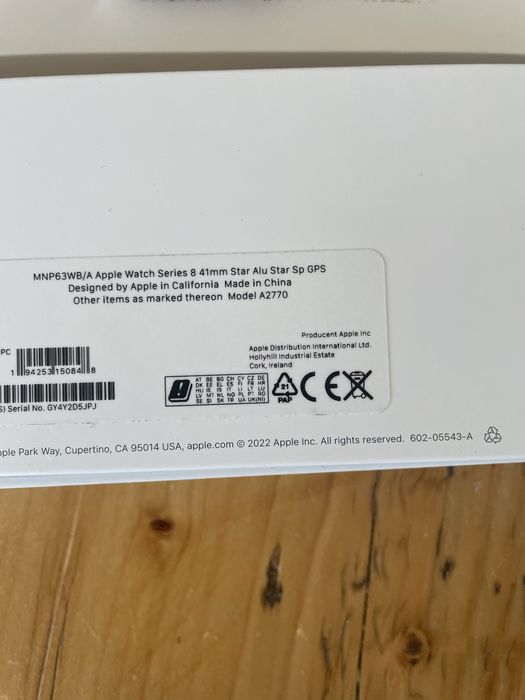 MNP63WB/A Apple Watch Series 8 41mm Star Alu Star Sp GPS
Designed by Apple in California Made in China
Other items as marked thereon Model A2770
Producent Apple Inc
Apple Distribution International Ltd.
Hollyhill Industrial Estate
Cork, Ireland
PC
1 94253 15084 8
S) Serial No. GY4Y2D5JPJ
AT BE BG CH CY CZ DE
DK EE EL ES FI FR HR
HU IE IS IT LI LT LU
LV MT NL NO PL PT RO
SE SI SK TR UA UK(NI)
21
PAP
CE
ple Park Way, Cupertino, CA 95014 USA, apple.com © 2022 Apple Inc. All rights reserved. 602-05543-A